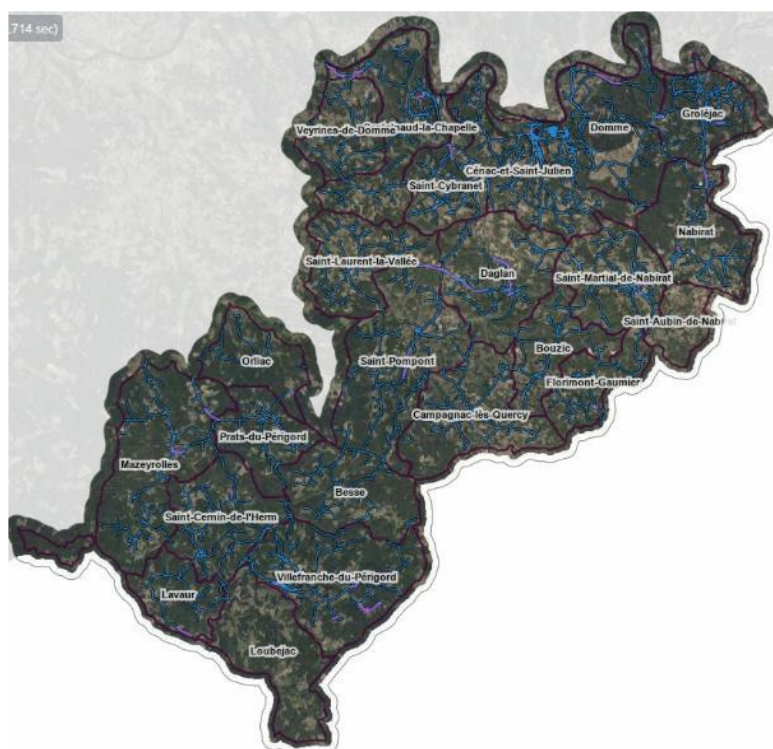 .714 sec)
Groléjac
Domme
Veyrines-de-Domme
naud-la-Chapelle
Cénac-et-Saint-Julien
Saint-Cybranet
Nabirat
Saint-Laurent-la-Vallée
Daglan
Saint-Martial-de-Nabirat
Saint-Aubin-de-Nabirat
Bouzic
Orliac
Saint-Pompont
Florimont-Gaumier
Campagnac-lès-Quercy
Prats-du-Périgord
Mazeyrolles
Besse
Saint-Cernin-de-l'Herm
Villefranche-du-Périgord
Lavaur
Loubejac